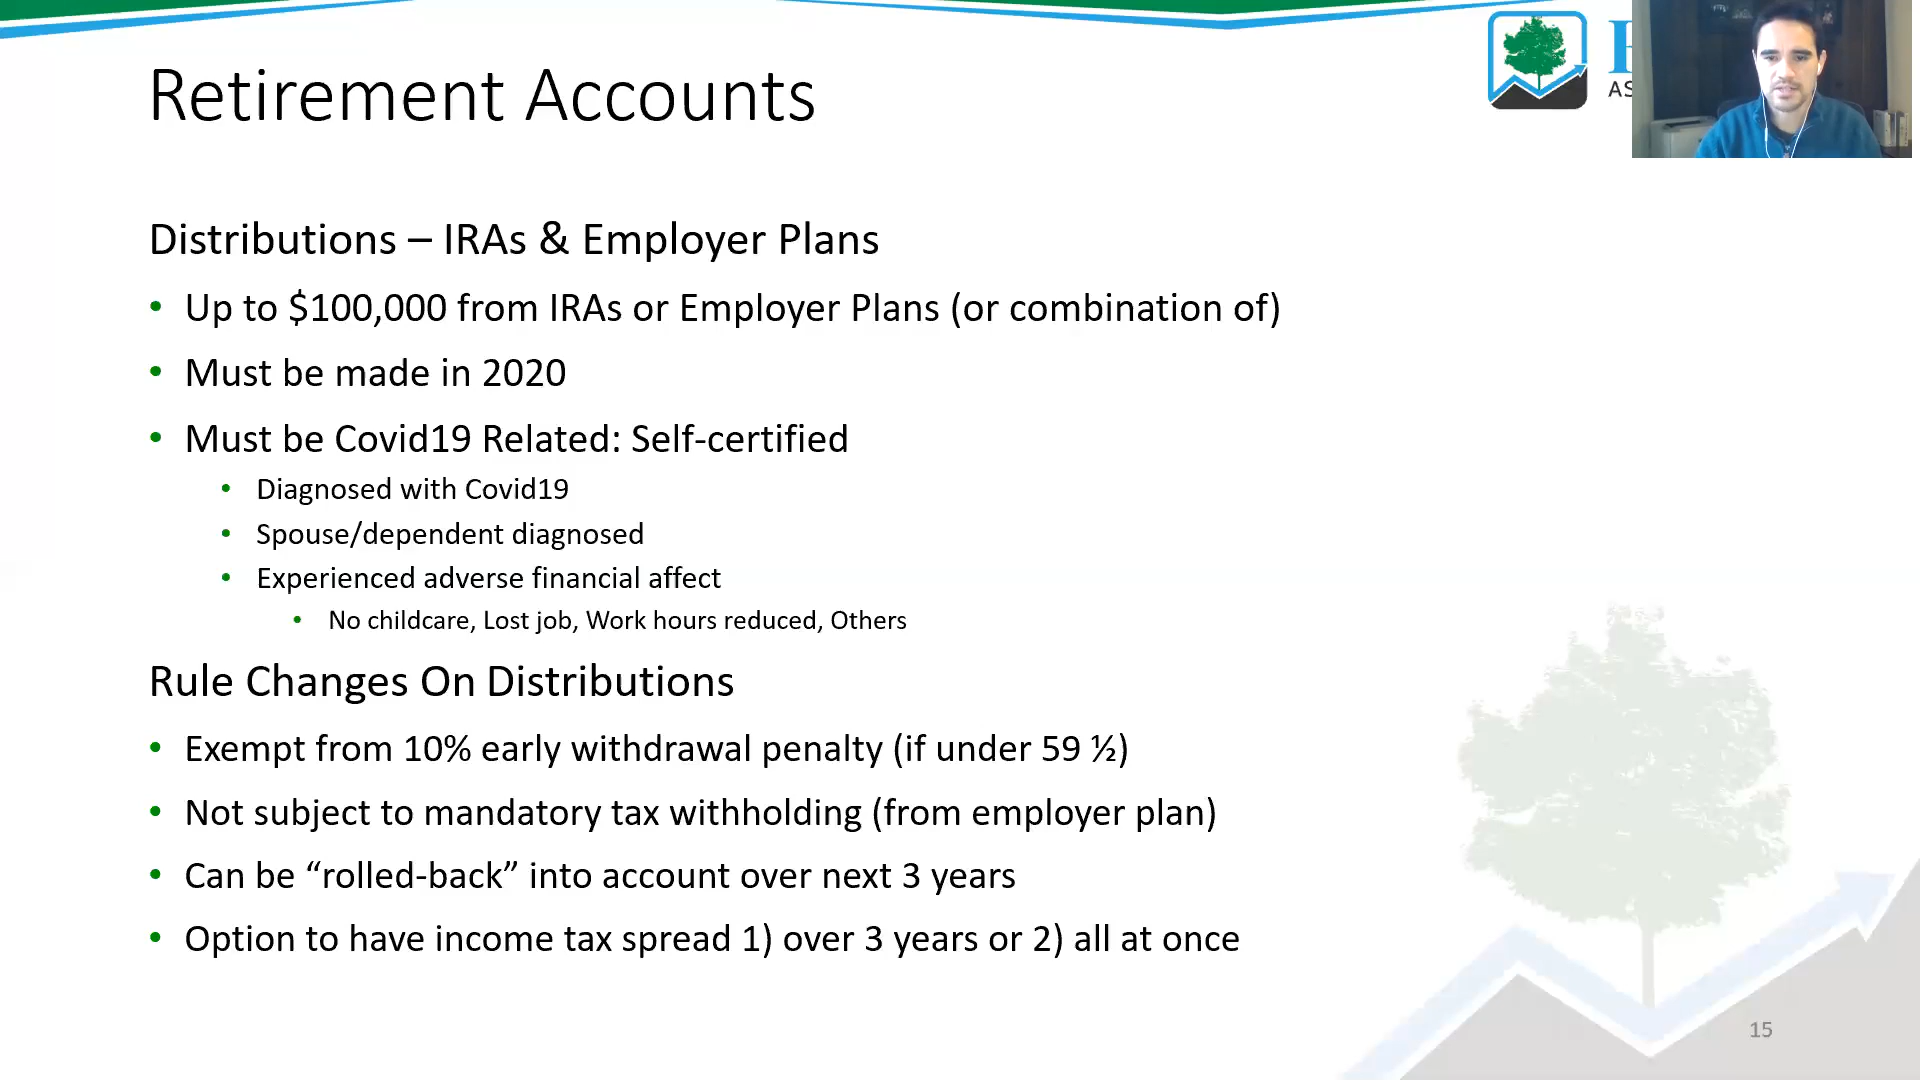 Retirement Accounts
Distributions – IRAs & Employer Plans
• Up to $100,000 from IRAs or Employer Plans (or combination of)
• Must be made in 2020
• Must be Covid19 Related: Self-certified
• Diagnosed with Covid19
• Spouse/dependent diagnosed
• Experienced adverse financial affect
• No childcare, Lost job, Work hours reduced, Others
Rule Changes On Distributions
• Exempt from 10% early withdrawal penalty (if under 59 ½)
• Not subject to mandatory tax withholding (from employer plan)
• Can be “rolled-back” into account over next 3 years
• Option to have income tax spread 1) over 3 years or 2) all at once
15